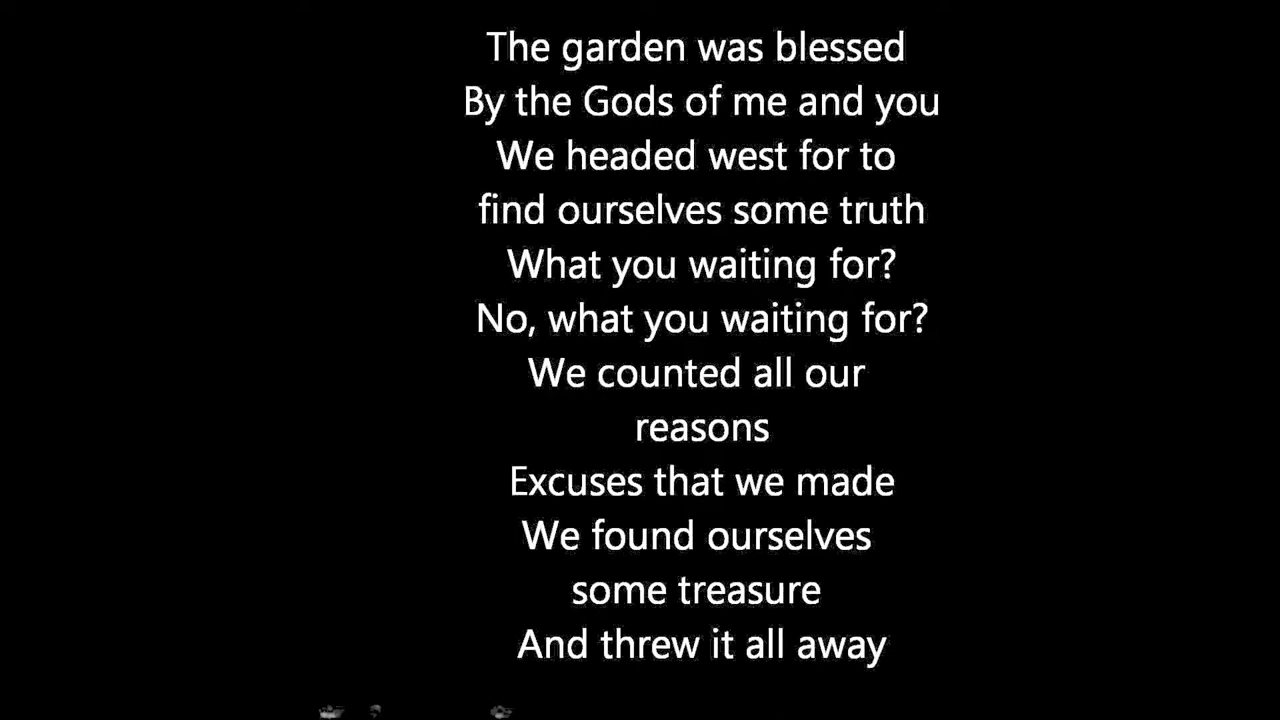 The garden was blessed
By the Gods of me and you
We headed west for to
find ourselves some truth
What you waiting for?
No, what you waiting for?
We counted all our
reasons
Excuses that we made
We found ourselves
some treasure
And threw it all away